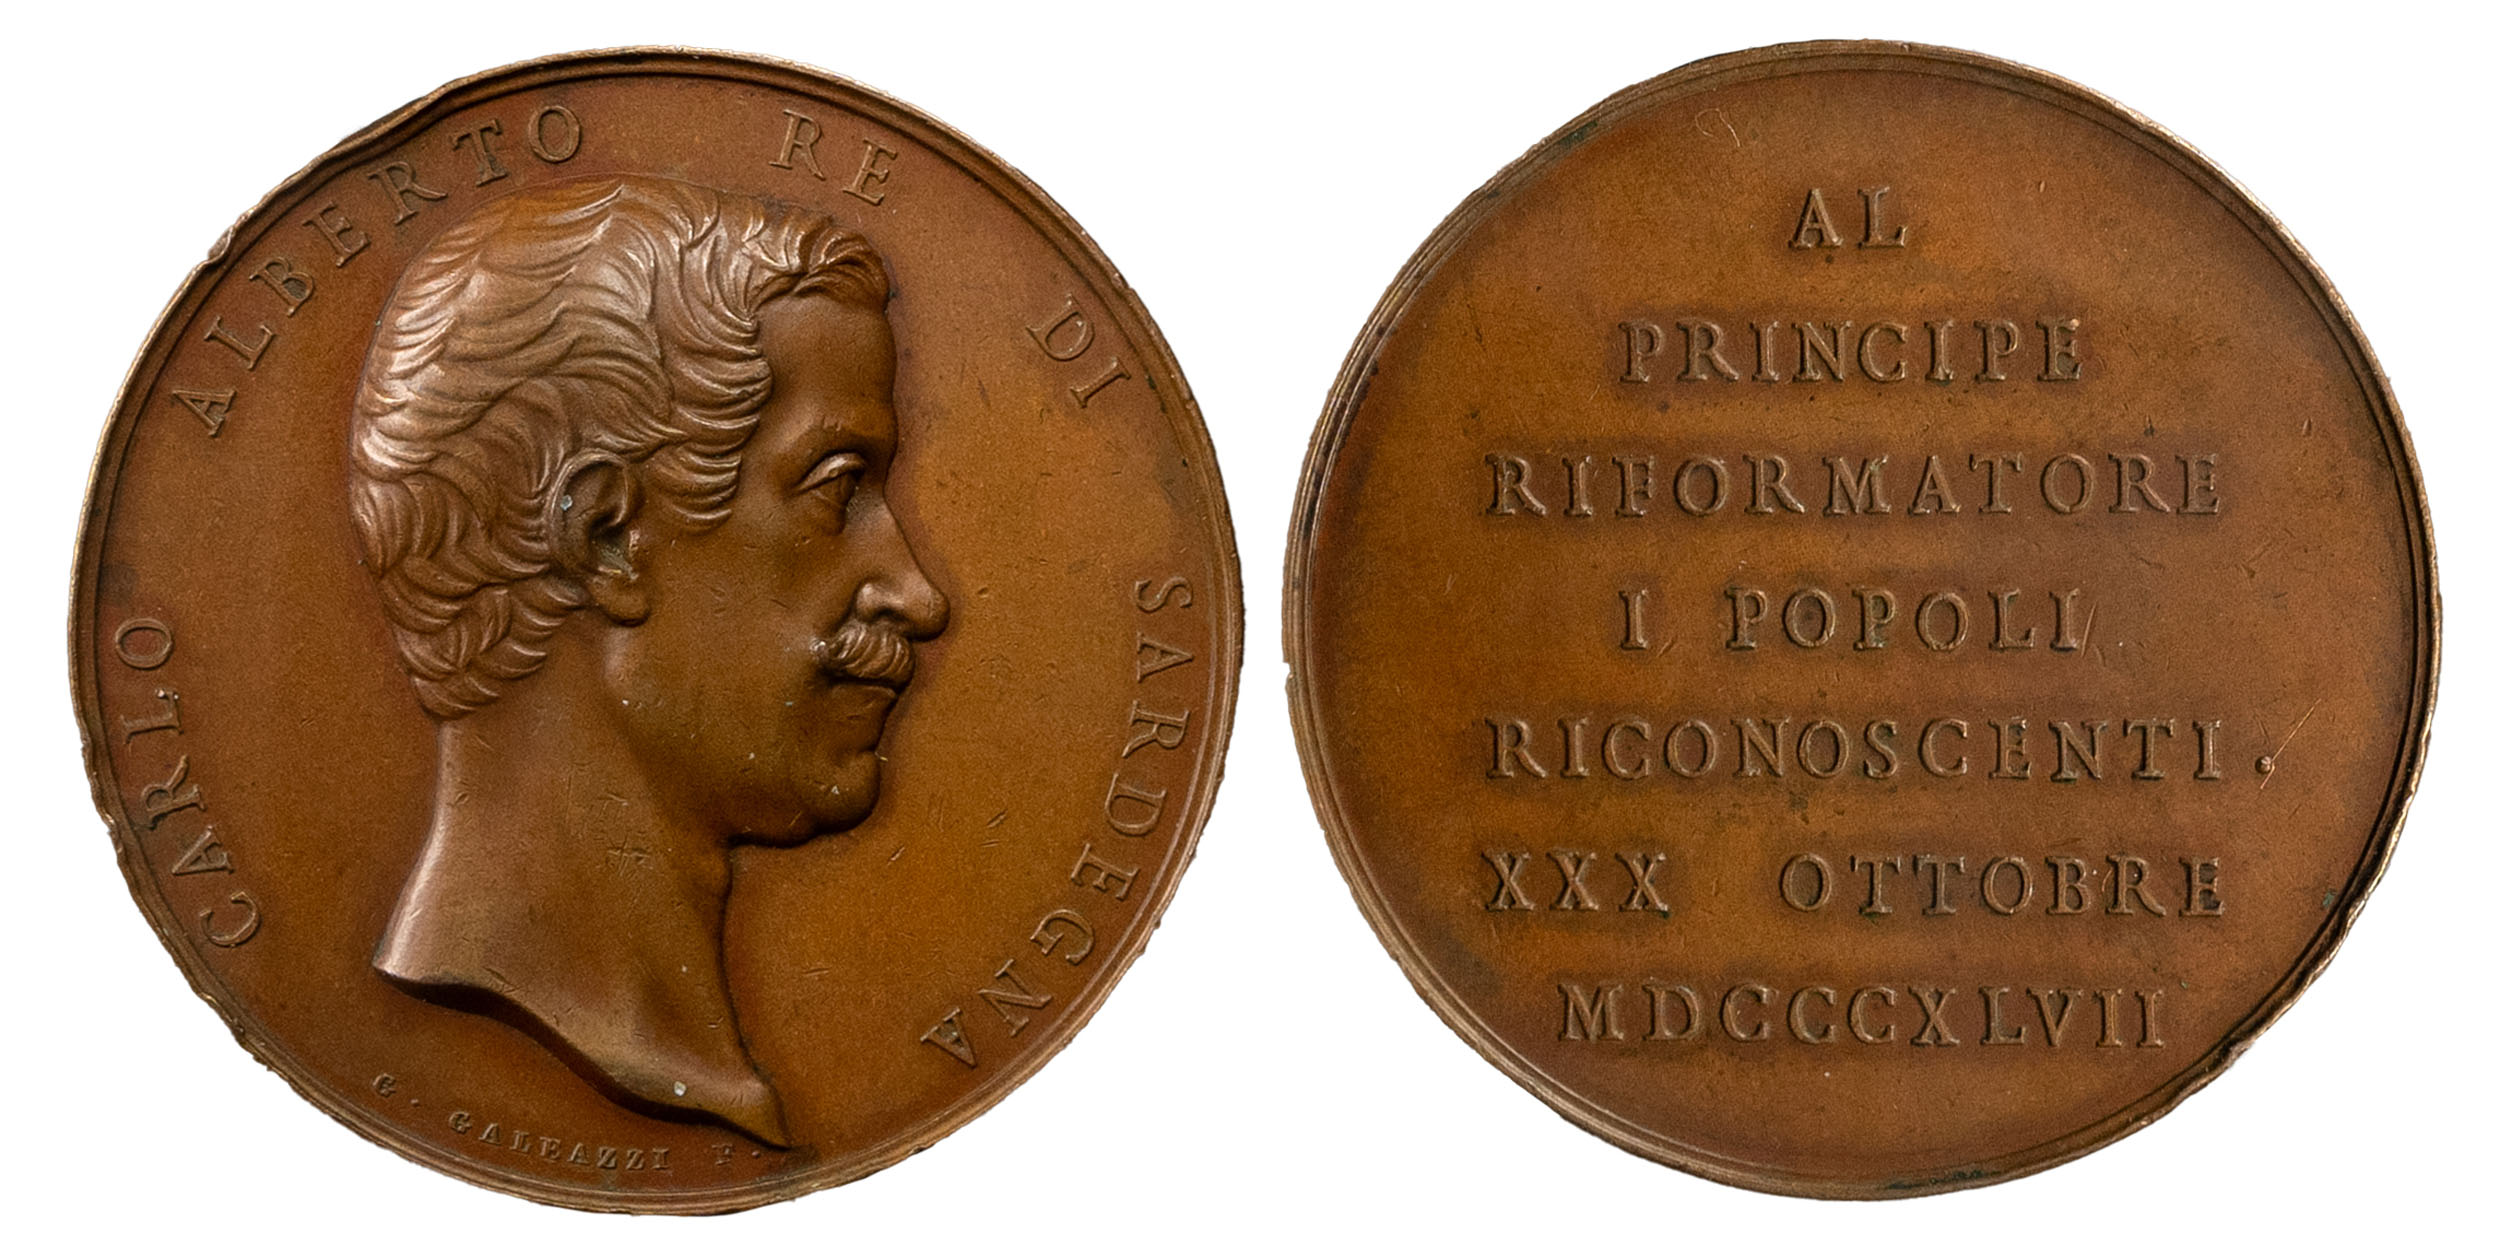 CARLO ALBERTO RE DI SARDEGNA
G. GALEAZZI F.
AL
PRINCIPE
RIFORMATORE
I POPOLI
RICONOSCENTI.
XXX OTTOBRE
MDCCCXLVII